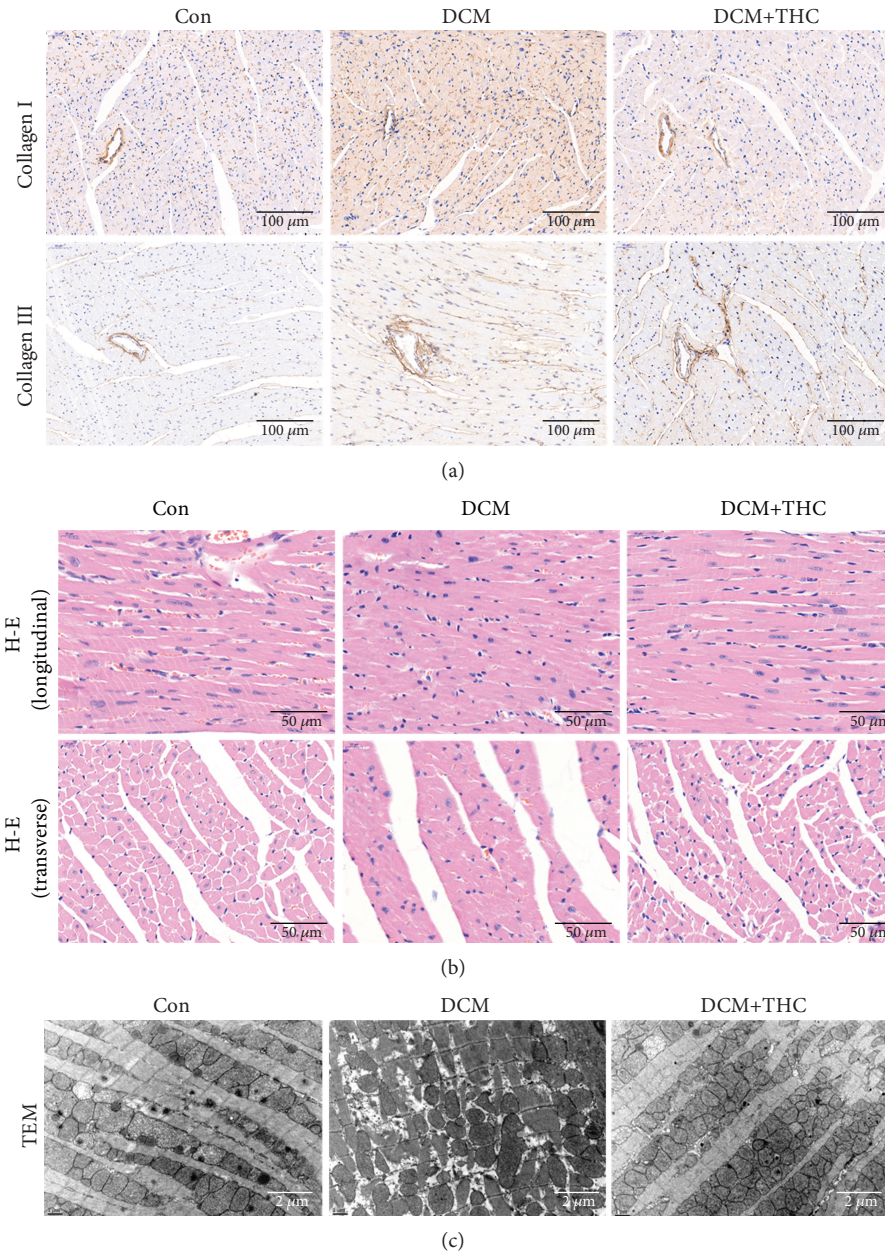 Con DCM DCM+THC
Collagen I
100 μm 100 μm 100 μm
Collagen III
100 μm 100 μm 100 μm
(a)
Con DCM DCM+THC
H-E
(longitudinal)
50 μm 50 μm 50 μm
H-E
(transverse)
50 μm 50 μm 50 μm
(b)
Con DCM DCM+THC
TEM
2 μm 2 μm 2 μm
(c)